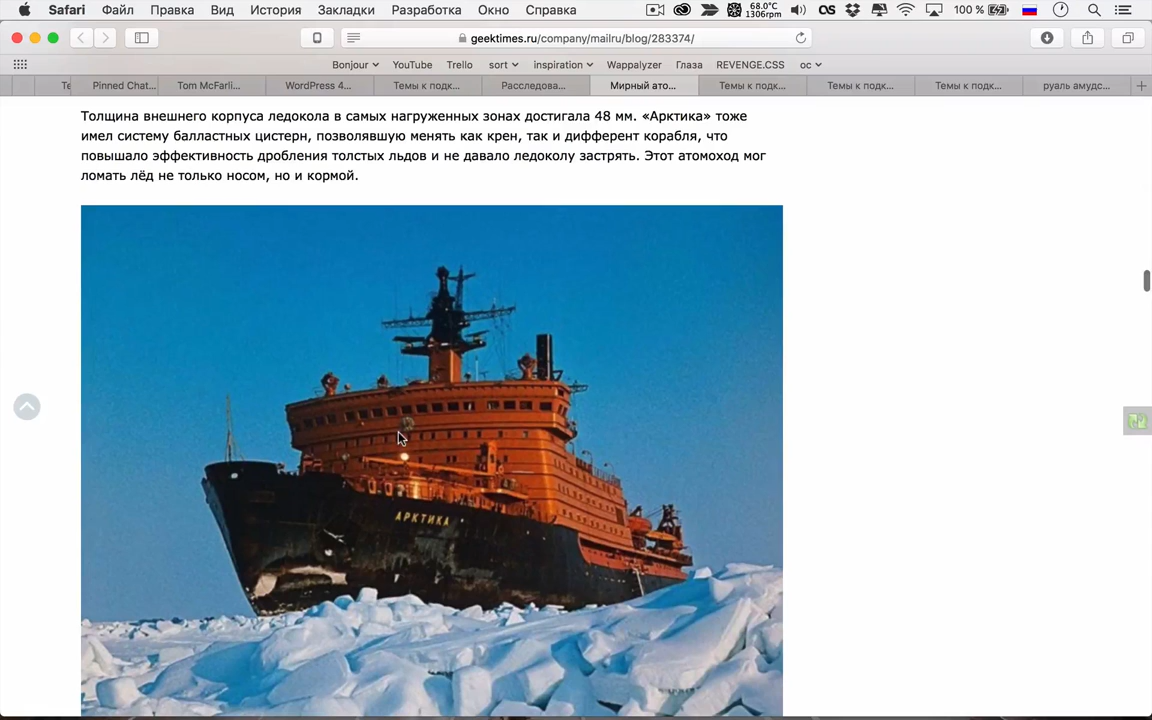 Safari Файл Правка Вид История Закладки Разработка Окно Справка 68.0°C 1306rpm 100 %
geektimes.ru/company/mailru/blog/283374/
Bonjour YouTube Trello sort inspiration Wappalyzer Глаза REVENGE.CSS ос
Те Pinned Chat... Tom McFarli... WordPress 4... Темы к подк... Расследова... Мирный ато... Темы к подк... Темы к подк... Темы к подк... руаль амудс...
Толщина внешнего корпуса ледокола в самых нагруженных зонах достигала 48 мм. «Арктика» тоже
имел систему балластных цистерн, позволявшую менять как крен, так и дифферент корабля, что
повышало эффективность дробления толстых льдов и не давало ледоколу застрять. Этот атомоход мог
ломать лёд не только носом, но и кормой.
АРКТИКА